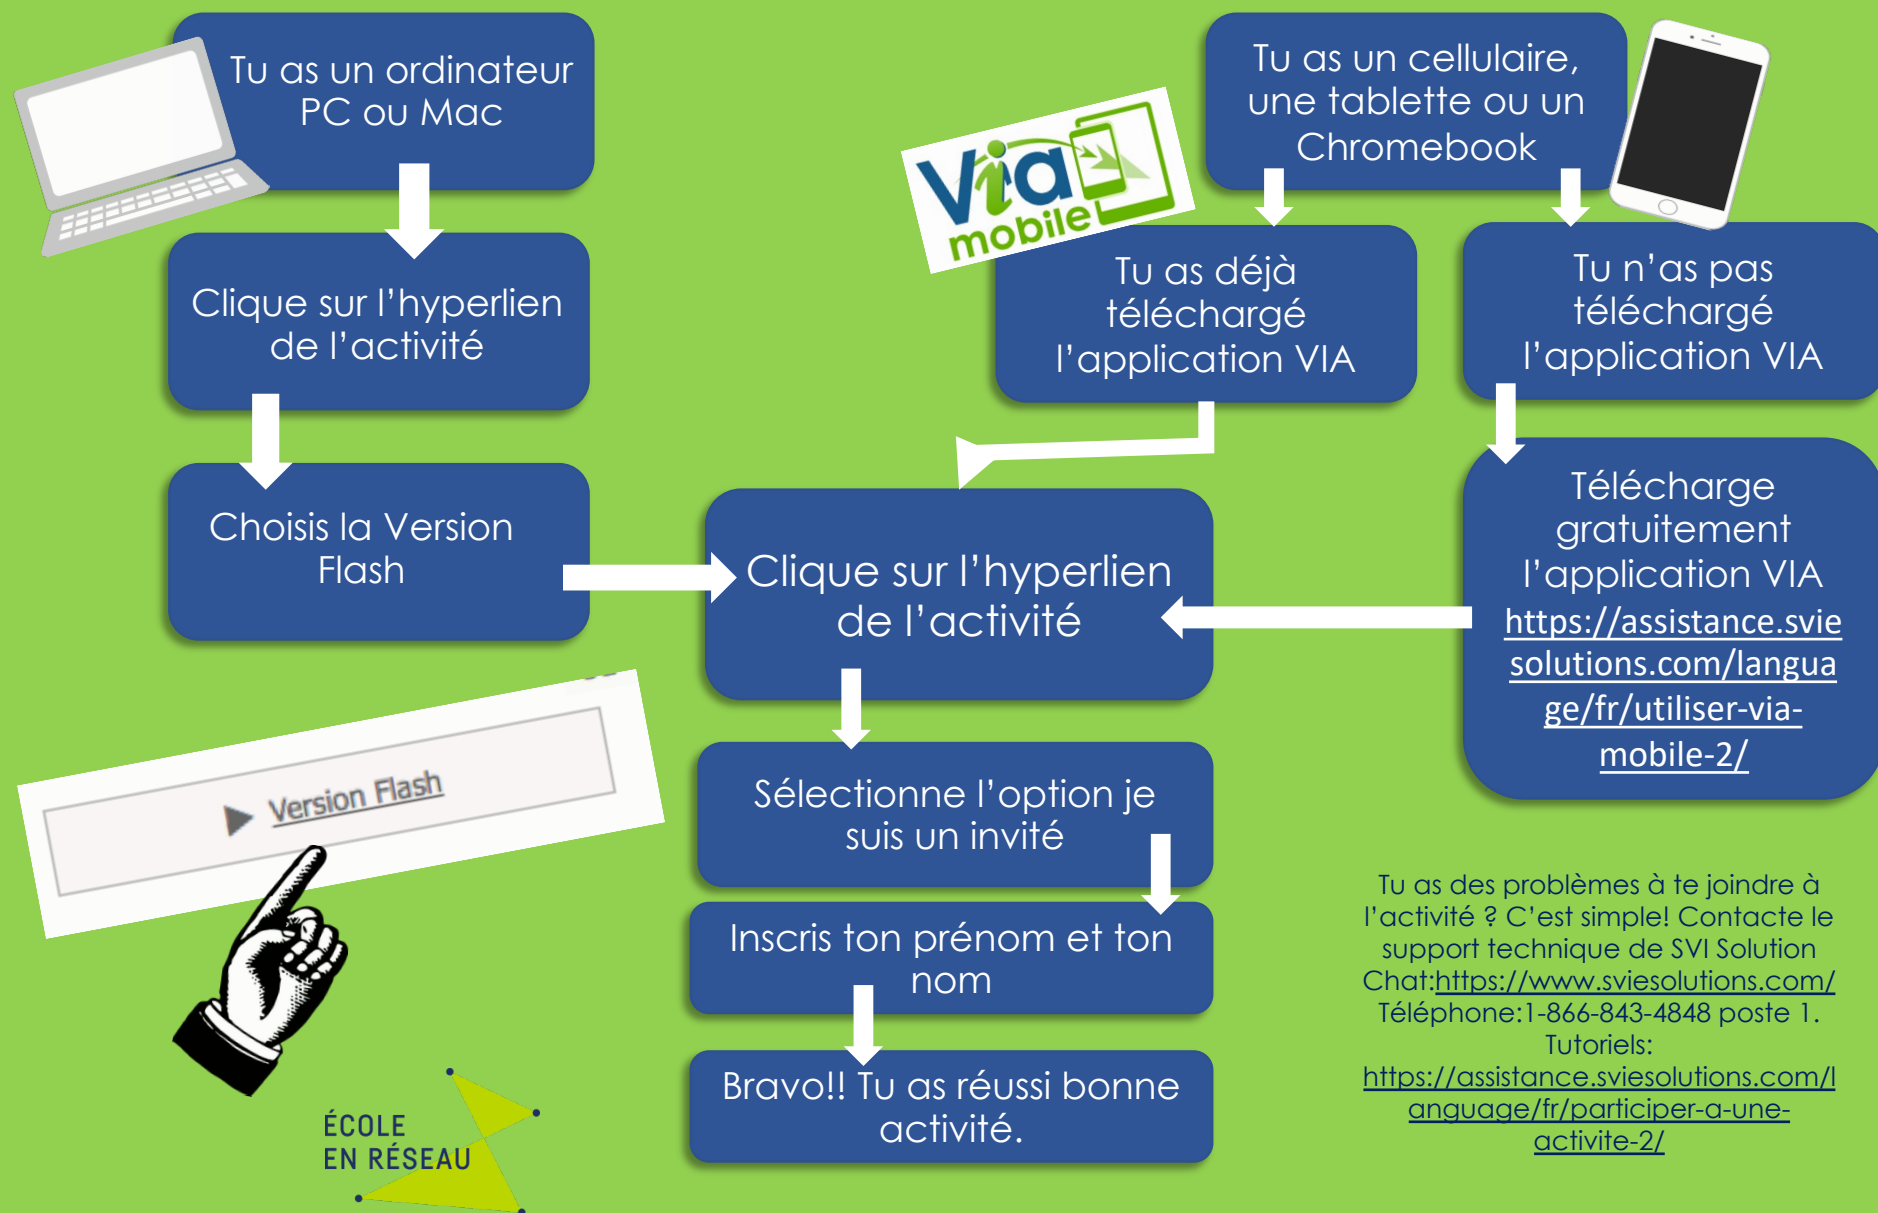 Tu as un ordinateur
PC ou Mac
Clique sur l’hyperlien
de l’activité
Choisis la Version
Flash
Version Flash
Tu as un cellulaire,
une tablette ou un
Chromebook
Via
mobile
Tu as déjà
téléchargé
l’application VIA
Tu n’as pas
téléchargé
l’application VIA
Télécharge
gratuitement
l’application VIA
https://assistance.svie
solutions.com/langua
ge/fr/utiliser-via-
mobile-2/
Clique sur l’hyperlien
de l’activité
Sélectionne l’option je
suis un invité
Inscris ton prénom et ton
nom
Bravo!! Tu as réussi bonne
activité.
Tu as des problèmes à te joindre à
l’activité ? C’est simple! Contacte le
support technique de SVI Solution
Chat:https://www.sviesolutions.com/
Téléphone:1-866-843-4848 poste 1.
Tutoriels:
https://assistance.sviesolutions.com/l
anguage/fr/participer-a-une-
activite-2/
ÉCOLE
EN RÉSEAU